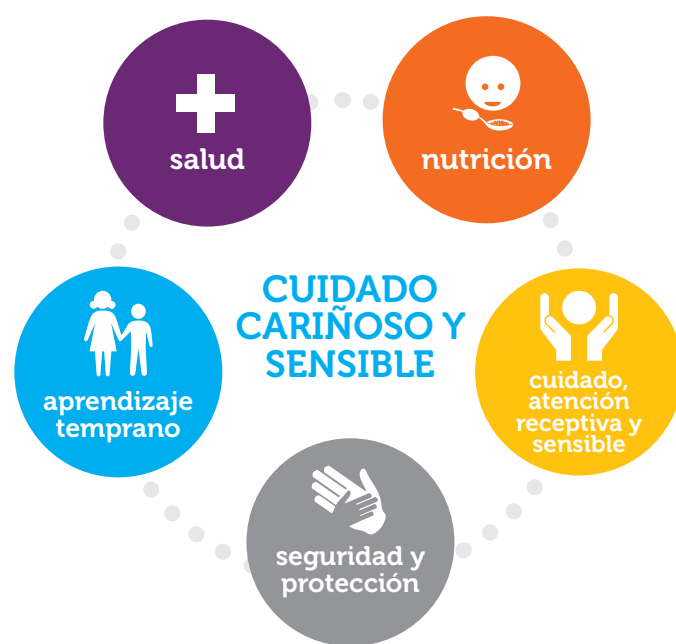 salud
nutrición
CUIDADO
CARIÑOSO Y
SENSIBLE
aprendizaje
temprano
cuidado,
atención
receptiva y
sensible
seguridad y
protección